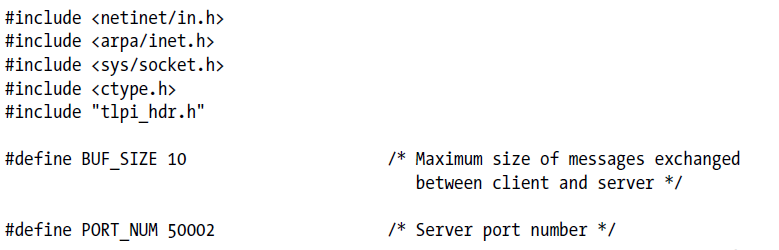 #include <netinet/in.h>
#include <arpa/inet.h>
#include <sys/socket.h>
#include <ctype.h>
#include "tlpi_hdr.h"
#define BUF_SIZE 10 /* Maximum size of messages exchanged
between client and server */
#define PORT_NUM 50002 /* Server port number */